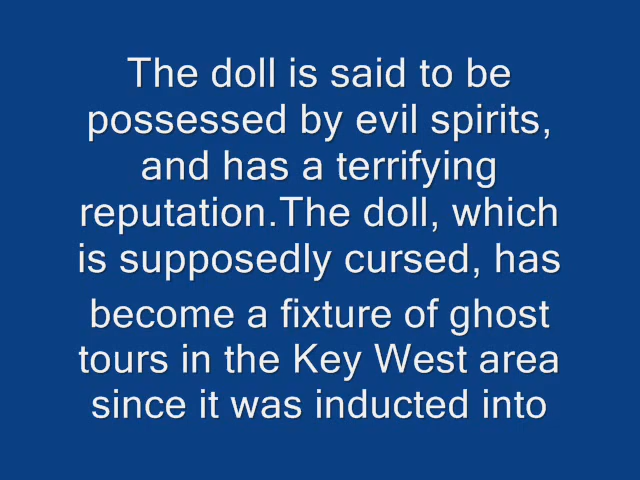 The doll is said to be
possessed by evil spirits,
and has a terrifying
reputation.The doll, which
is supposedly cursed, has
become a fixture of ghost
tours in the Key West area
since it was inducted into